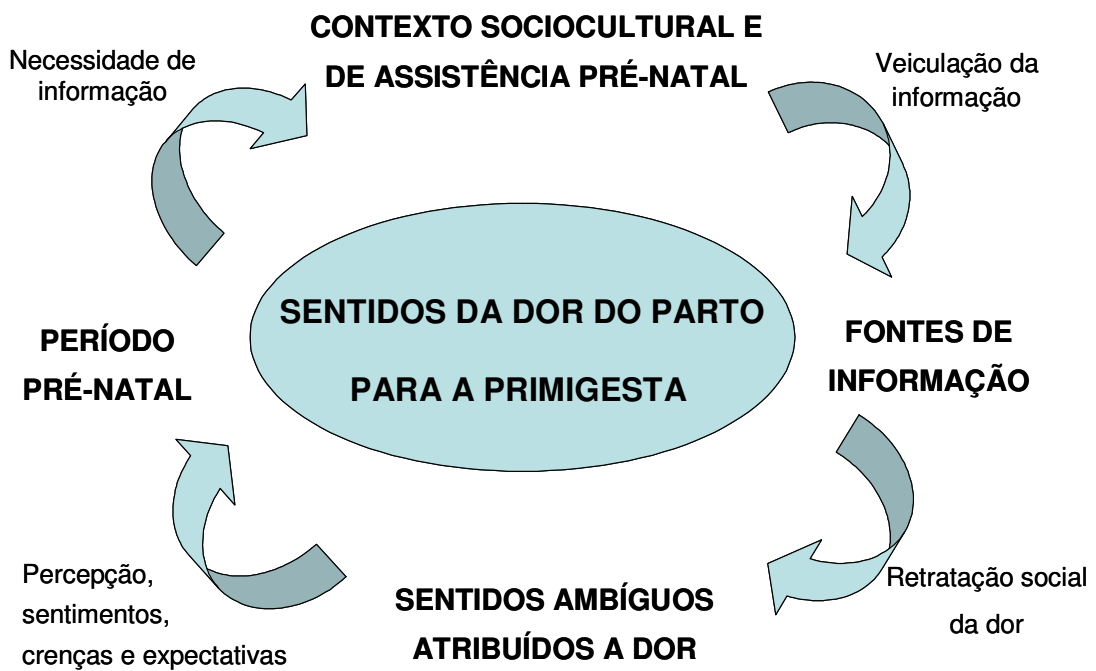 CONTEXTO SOCIOCULTURAL E
DE ASSISTÊNCIA PRÉ-NATAL
Necessidade de
informação
Veiculação da
informação
SENTIDOS DA DOR DO PARTO
PARA A PRIMIGESTA
PERÍODO
PRÉ-NATAL
FONTES DE
INFORMAÇÃO
Percepção,
sentimentos,
crenças e expectativas
SENTIDOS AMBÍGUOS
ATRIBUÍDOS A DOR
Retratação social
da dor